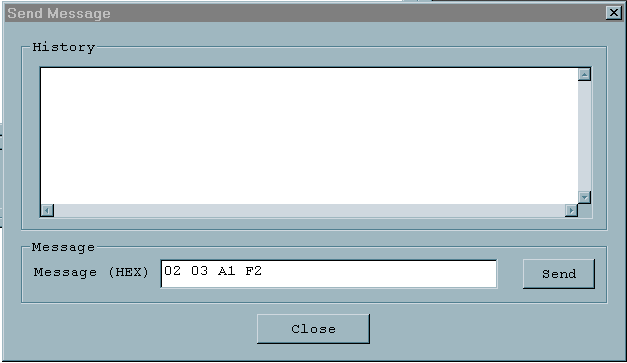 Send Message
History
Message
Message (HEX) 02 03 A1 F2
Send
Close